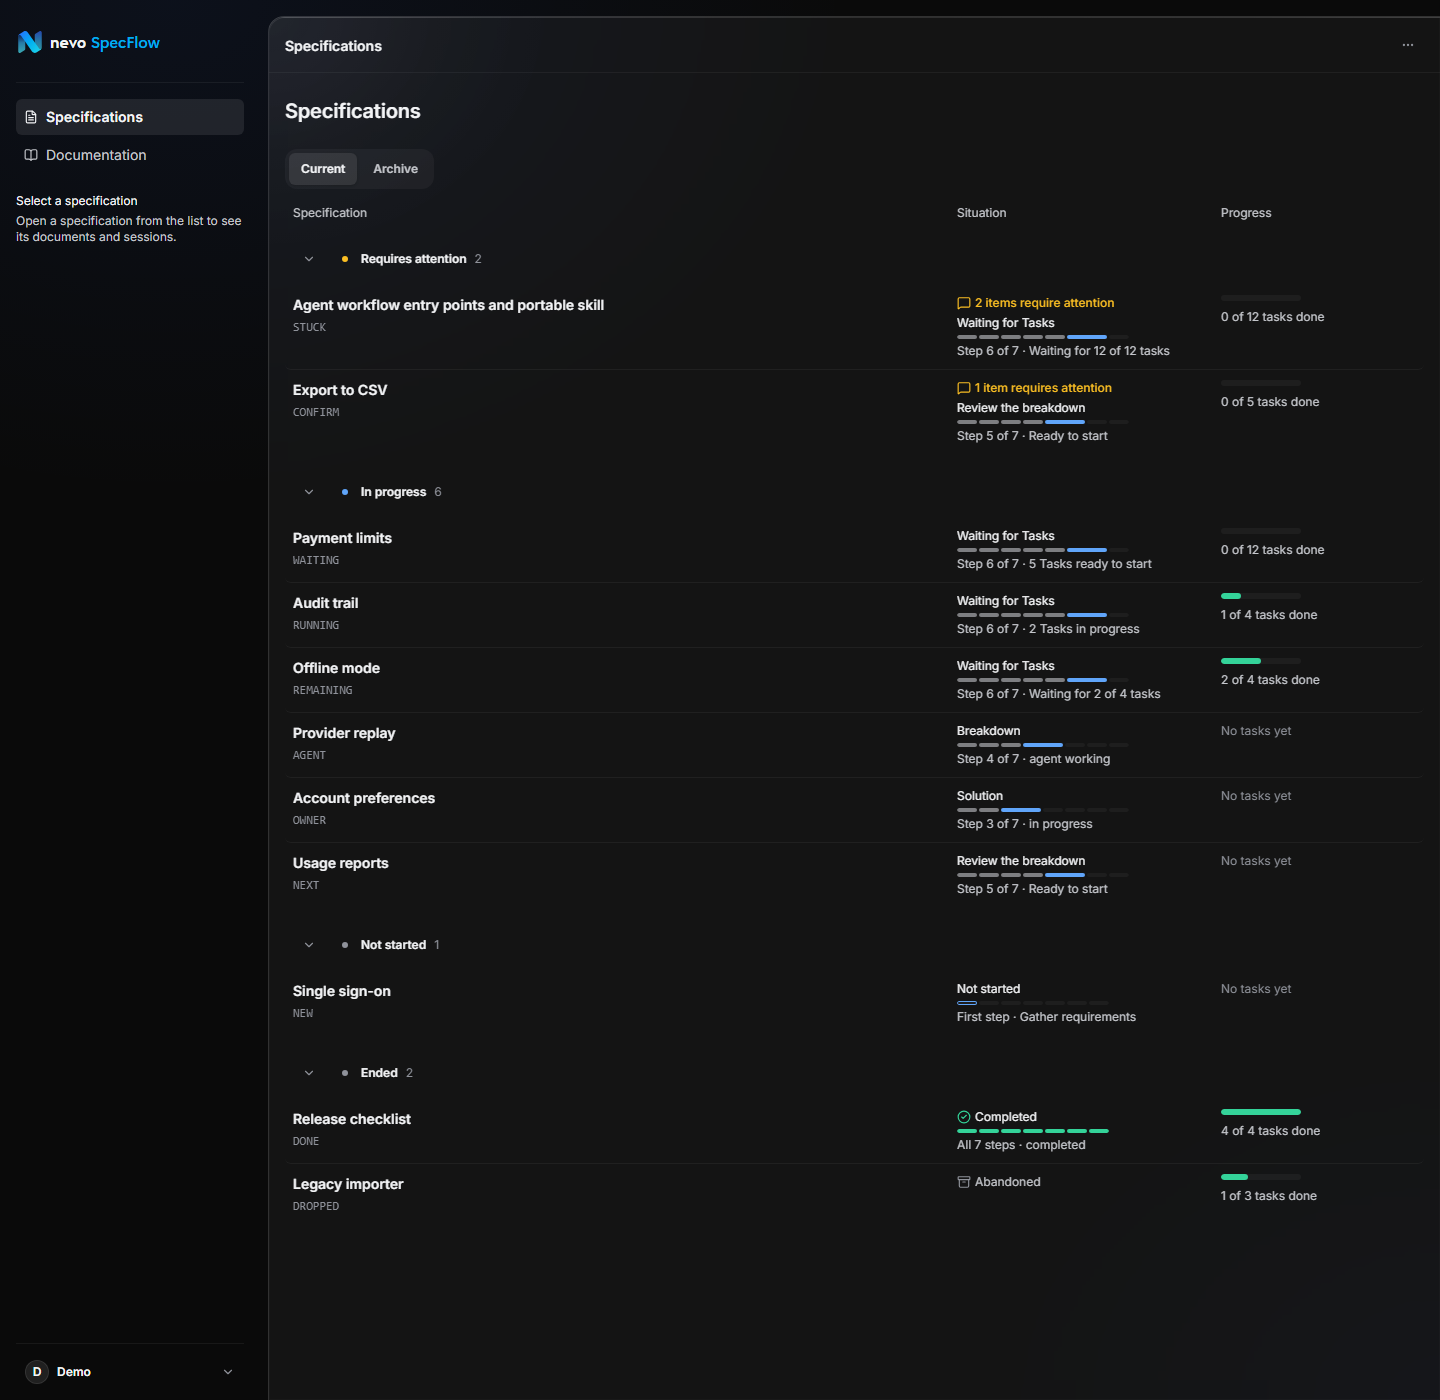 nevo SpecFlow
Specifications
Documentation
Select a specification
Open a specification from the list to see
its documents and sessions.
Specifications
Specifications
Current Archive
Specification Situation Progress
Requires attention 2
Agent workflow entry points and portable skill
STUCK
2 items require attention
Waiting for Tasks
Step 6 of 7 · Waiting for 12 of 12 tasks
0 of 12 tasks done
Export to CSV
CONFIRM
1 item requires attention
Review the breakdown
Step 5 of 7 · Ready to start
0 of 5 tasks done
In progress 6
Payment limits
WAITING
Waiting for Tasks
Step 6 of 7 · 5 Tasks ready to start
0 of 12 tasks done
Audit trail
RUNNING
Waiting for Tasks
Step 6 of 7 · 2 Tasks in progress
1 of 4 tasks done
Offline mode
REMAINING
Waiting for Tasks
Step 6 of 7 · Waiting for 2 of 4 tasks
2 of 4 tasks done
Provider replay
AGENT
Breakdown
Step 4 of 7 · agent working
No tasks yet
Account preferences
OWNER
Solution
Step 3 of 7 · in progress
No tasks yet
Usage reports
NEXT
Review the breakdown
Step 5 of 7 · Ready to start
No tasks yet
Not started 1
Single sign-on
NEW
Not started
First step · Gather requirements
No tasks yet
Ended 2
Release checklist
DONE
Completed
All 7 steps · completed
4 of 4 tasks done
Legacy importer
DROPPED
Abandoned
1 of 3 tasks done
D Demo